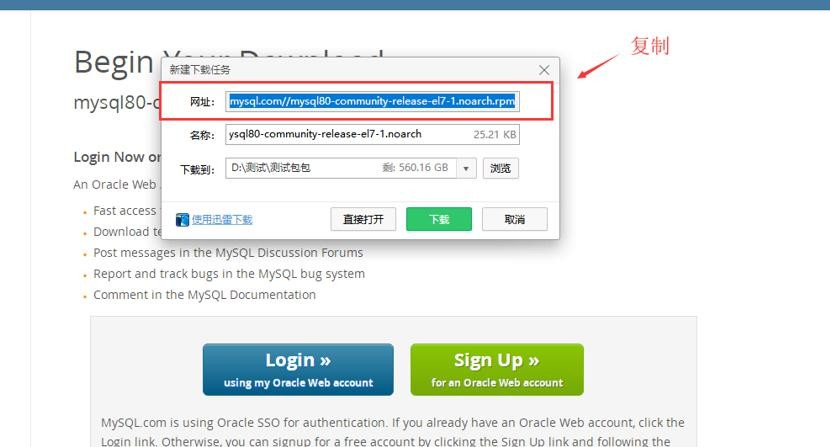 Begin Your Download
mysql80-c
Login Now or
An Oracle Web
Fast access
Download te
Post messages in the MySQL Discussion Forums
Report and track bugs in the MySQL bug system
Comment in the MySQL Documentation
新建下载任务
复制
网址: mysql.com//mysql80-community-release-el7-1.noarch.rpm
名称: ysql80-community-release-el7-1.noarch 25.21 KB
下载到: D:\测试\测试包包 剩: 560.16 GB 浏览
使用迅雷下载 直接打开 下载 取消
Login » Sign Up »
using my Oracle Web account for an Oracle Web account
MySQL.com is using Oracle SSO for authentication. If you already have an Oracle Web account, click the
Login link. Otherwise, you can signup for a free account by clicking the Sign Up link and following the